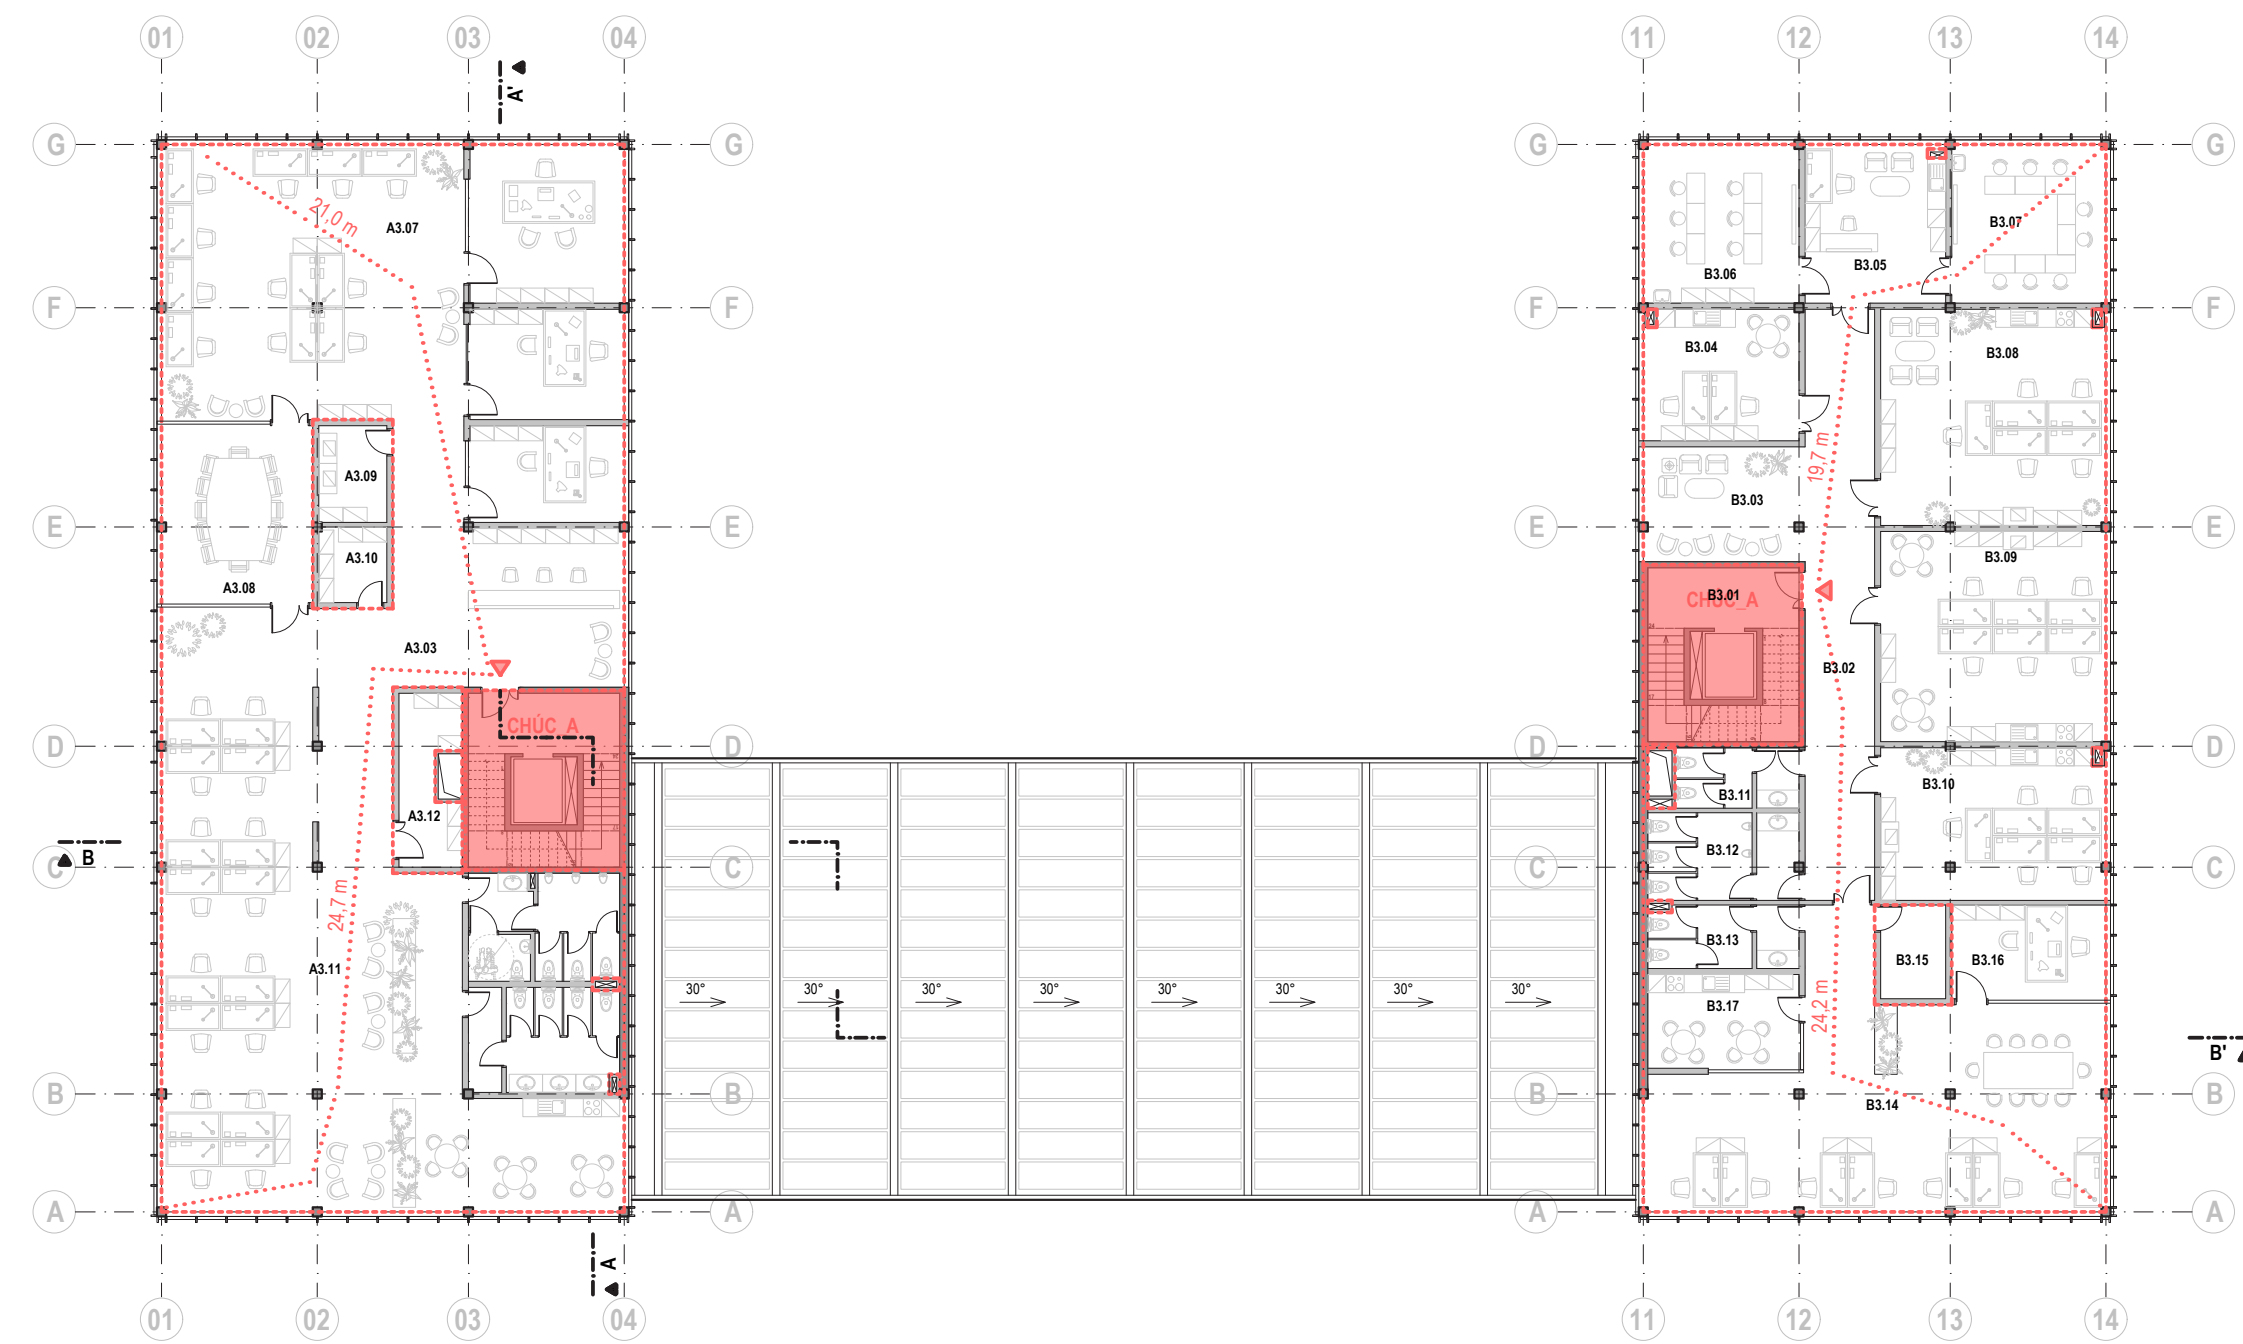 01 02 03 04 11 12 13 14
A'
G G G G
21,0 m
A3.07
B3.07
B3.06 B3.05
F F F F
B3.04 B3.08
19,7 m
A3.09
B3.03
E E E E
A3.10
B3.09
A3.08
B3.01
CHÚC_A
A3.03
B3.02
CHÚC_A
D D D D
B3.10
B3.11
A3.12
B3.12
B
C C C C
24,7 m
B3.13
A3.11
B3.15 B3.16
30° 30° 30° 30° 30° 30° 30° 30°
24,2 m
B3.17
B'
B B B B
B3.14
A A A A
A
01 02 03 04 11 12 13 14